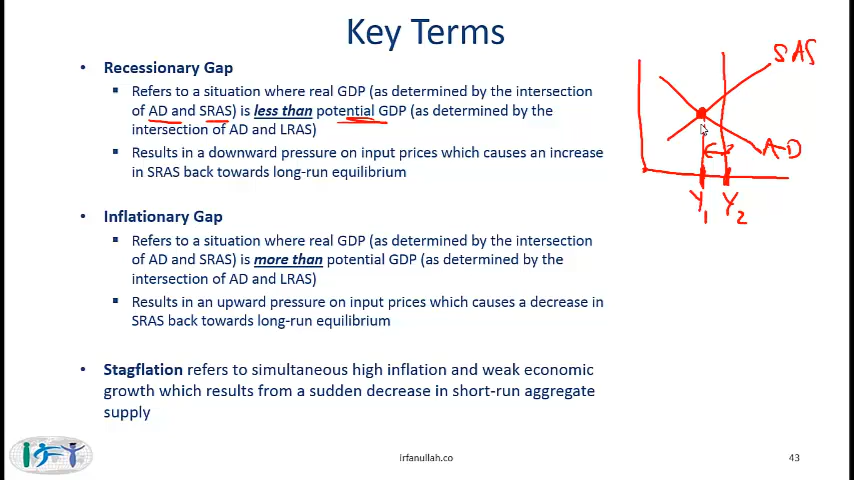 Key Terms
• Recessionary Gap
▪ Refers to a situation where real GDP (as determined by the intersection
of AD and SRAS) is less than potential GDP (as determined by the
intersection of AD and LRAS)
▪ Results in a downward pressure on input prices which causes an increase
in SRAS back towards long-run equilibrium
• Inflationary Gap
▪ Refers to a situation where real GDP (as determined by the intersection
of AD and SRAS) is more than potential GDP (as determined by the
intersection of AD and LRAS)
▪ Results in an upward pressure on input prices which causes a decrease in
SRAS back towards long-run equilibrium
• Stagflation refers to simultaneous high inflation and weak economic
growth which results from a sudden decrease in short-run aggregate
supply
SAS
AD
Y1 Y2
irfanullah.co
43